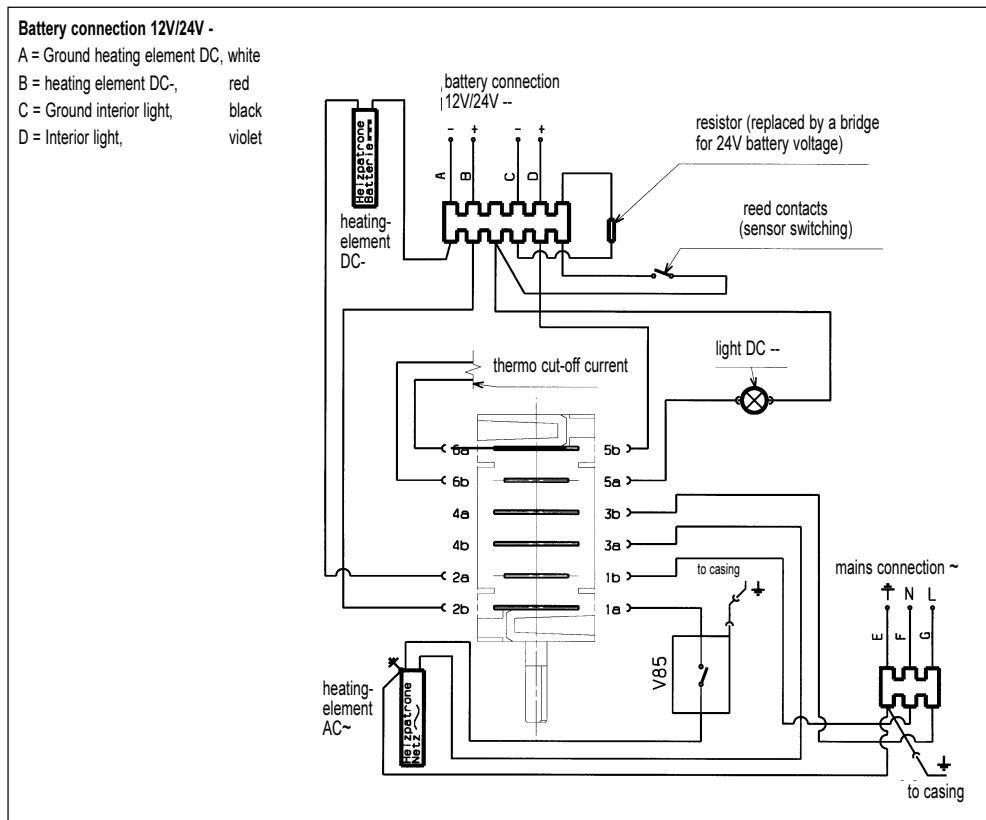 Battery connection 12V/24V -
A = Ground heating element DC, white
B = heating element DC-, red
C = Ground interior light, black
D = Interior light, violet
battery connection
12V/24V --
- + - +
A B C D
Heizpatrone
Batterie
heating-
element
DC-
resistor (replaced by a bridge
for 24V battery voltage)
reed contacts
(sensor switching)
thermo cut-off current
light DC --
6a 5b
6b 5a
4a 3b
4b 3a
2a 1b
2b 1a
to casing
V85
mains connection ~
N L
E F G
heating-
element
AC~
Heizpatrone
Netz
to casing